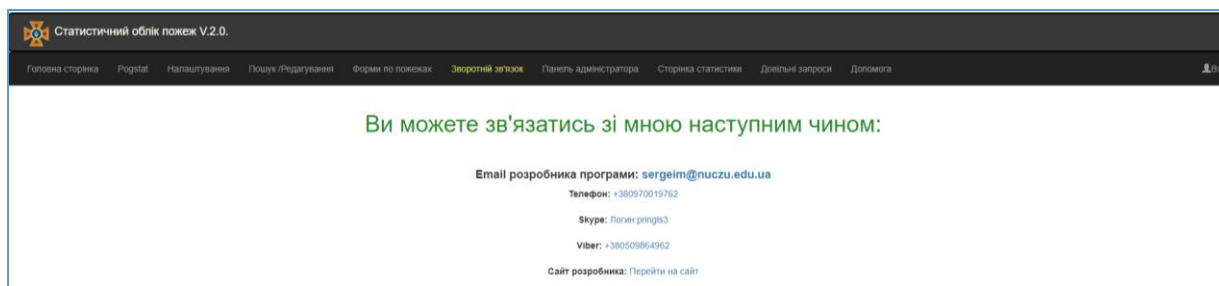 Статистичний облік пожеж V.2.0.
Головна сторінка Pogstat Налаштування Пошук /Редагування Форми по пожежах Зворотній зв'язок Панель адміністратора Сторінка статистики Довільні запроси Допомога
Ви можете зв'язатись зі мною наступним чином:
Email розробника програми: sergeim@nuczu.edu.ua
Телефон: +380970019762
Skype: Логин:pringls3
Viber: +380509864962
Сайт розробника: Перейти на сайт